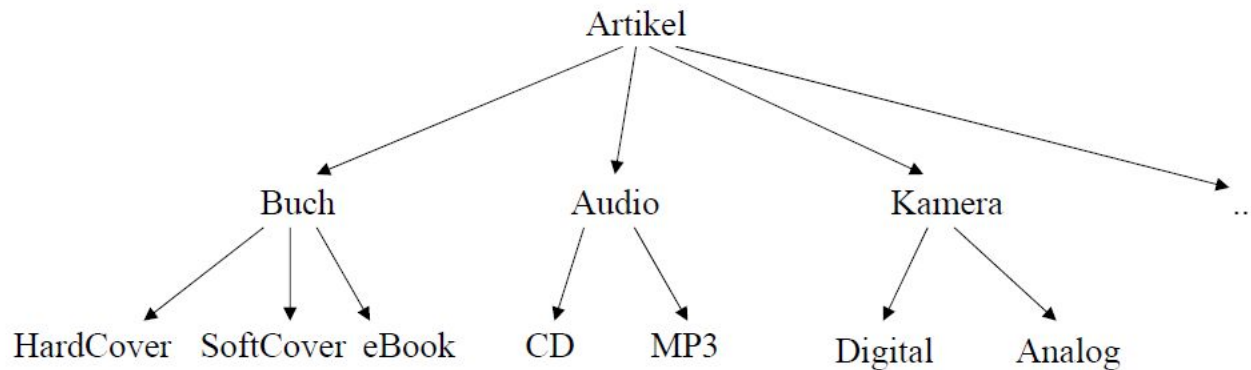 Artikel
Buch Audio Kamera ..
HardCover SoftCover eBook CD MP3 Digital Analog